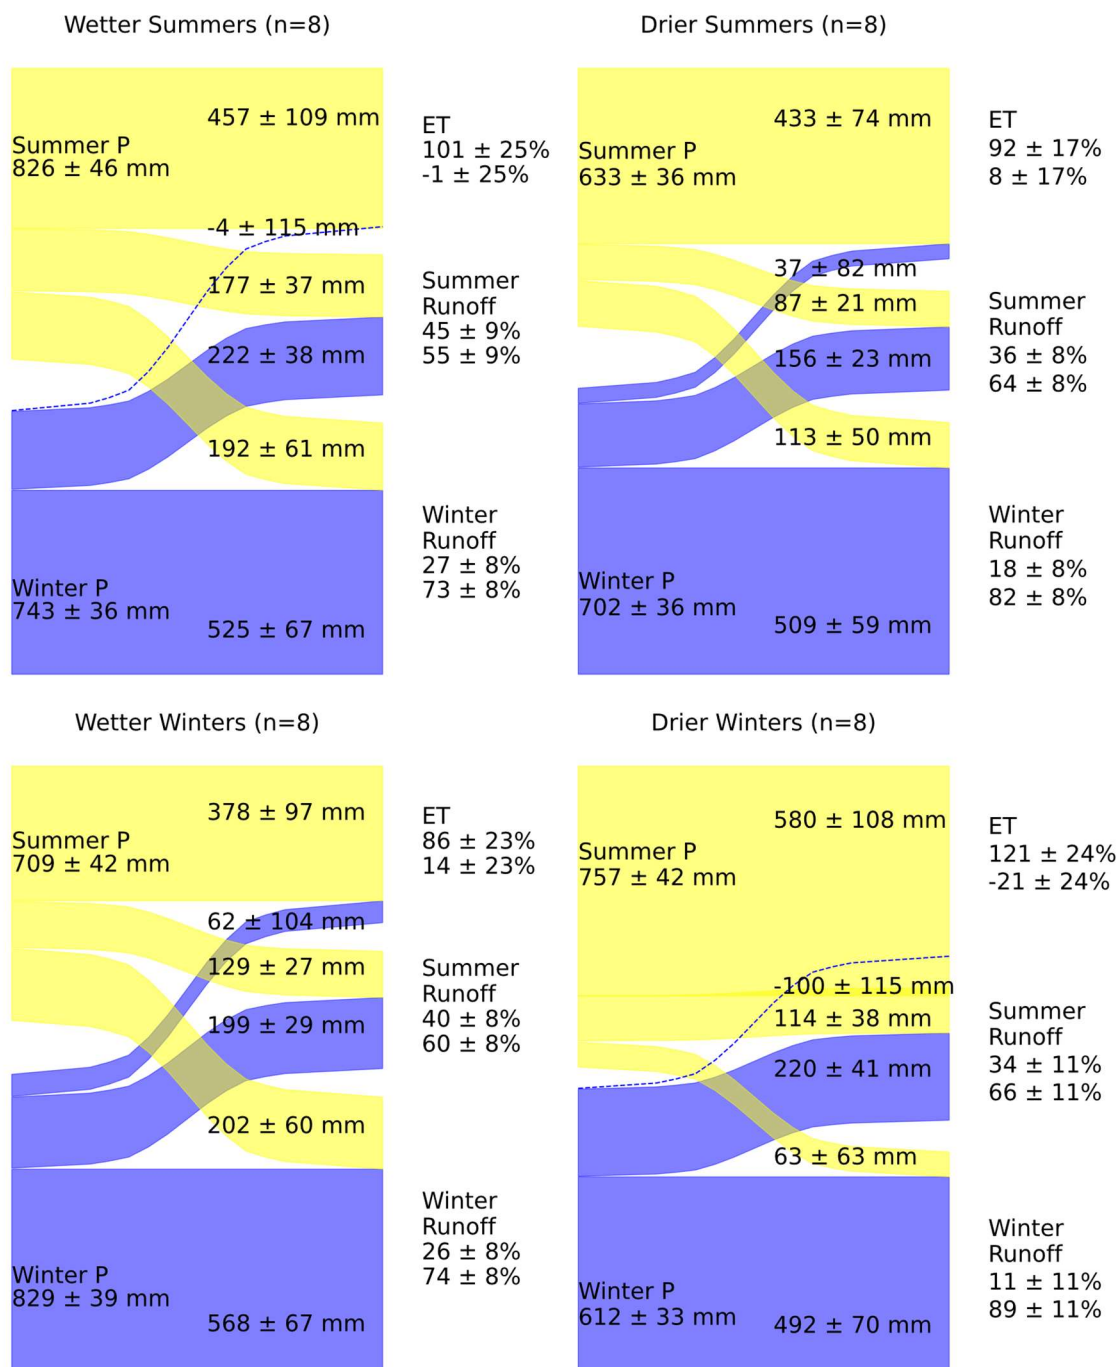 Wetter Summers (n=8)
457 ± 109 mm
Summer P
826 ± 46 mm
-4 ± 115 mm
177 ± 37 mm
222 ± 38 mm
192 ± 61 mm
Winter P
743 ± 36 mm
525 ± 67 mm
ET
101 ± 25%
-1 ± 25%
Summer
Runoff
45 ± 9%
55 ± 9%
Winter
Runoff
27 ± 8%
73 ± 8%
Drier Summers (n=8)
433 ± 74 mm
Summer P
633 ± 36 mm
37 ± 82 mm
87 ± 21 mm
156 ± 23 mm
113 ± 50 mm
Winter P
702 ± 36 mm
509 ± 59 mm
ET
92 ± 17%
8 ± 17%
Summer
Runoff
36 ± 8%
64 ± 8%
Winter
Runoff
18 ± 8%
82 ± 8%
Wetter Winters (n=8)
378 ± 97 mm
Summer P
709 ± 42 mm
62 ± 104 mm
129 ± 27 mm
199 ± 29 mm
202 ± 60 mm
Winter P
829 ± 39 mm
568 ± 67 mm
ET
86 ± 23%
14 ± 23%
Summer
Runoff
40 ± 8%
60 ± 8%
Winter
Runoff
26 ± 8%
74 ± 8%
Drier Winters (n=8)
580 ± 108 mm
Summer P
757 ± 42 mm
-100 ± 115 mm
114 ± 38 mm
220 ± 41 mm
63 ± 63 mm
Winter P
612 ± 33 mm
492 ± 70 mm
ET
121 ± 24%
-21 ± 24%
Summer
Runoff
34 ± 11%
66 ± 11%
Winter
Runoff
11 ± 11%
89 ± 11%